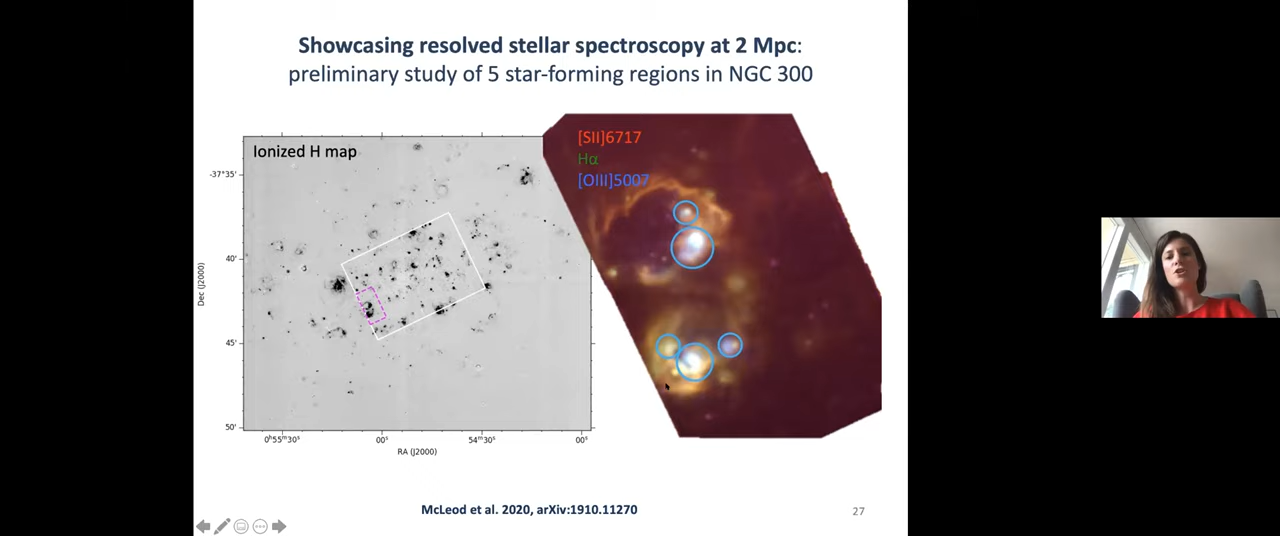 Showcasing resolved stellar spectroscopy at 2 Mpc:
preliminary study of 5 star-forming regions in NGC 300
Ionized H map
-37°35'
40'
45'
50'
Dec (J2000)
0ʰ55ᵐ30ˢ
00ˢ
54ᵐ30ˢ
00ˢ
RA (J2000)
[SII]6717
Hα
[OIII]5007
McLeod et al. 2020, arXiv:1910.11270
27